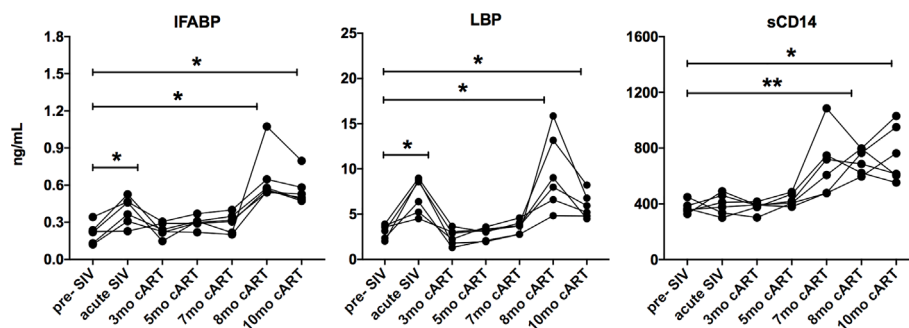 IFABP
LBP
sCD14
ng/mL
1.8
1.5
1.2
0.9
0.6
0.3
0.0
*
*
*
pre- SIV
acute SIV
3mo cART
5mo cART
7mo cART
8mo CART
10mo CART
25
20
15
10
5
0
*
*
*
pre- SIV
acute SIV
3mo cART
5mo cART
7mo cART
8mo CART
10mo CART
1600
1200
800
400
0
*
**
pre- SIV
acute SIV
3mo cART
5mo cART
7mo cART
8mo CART
10mo CART